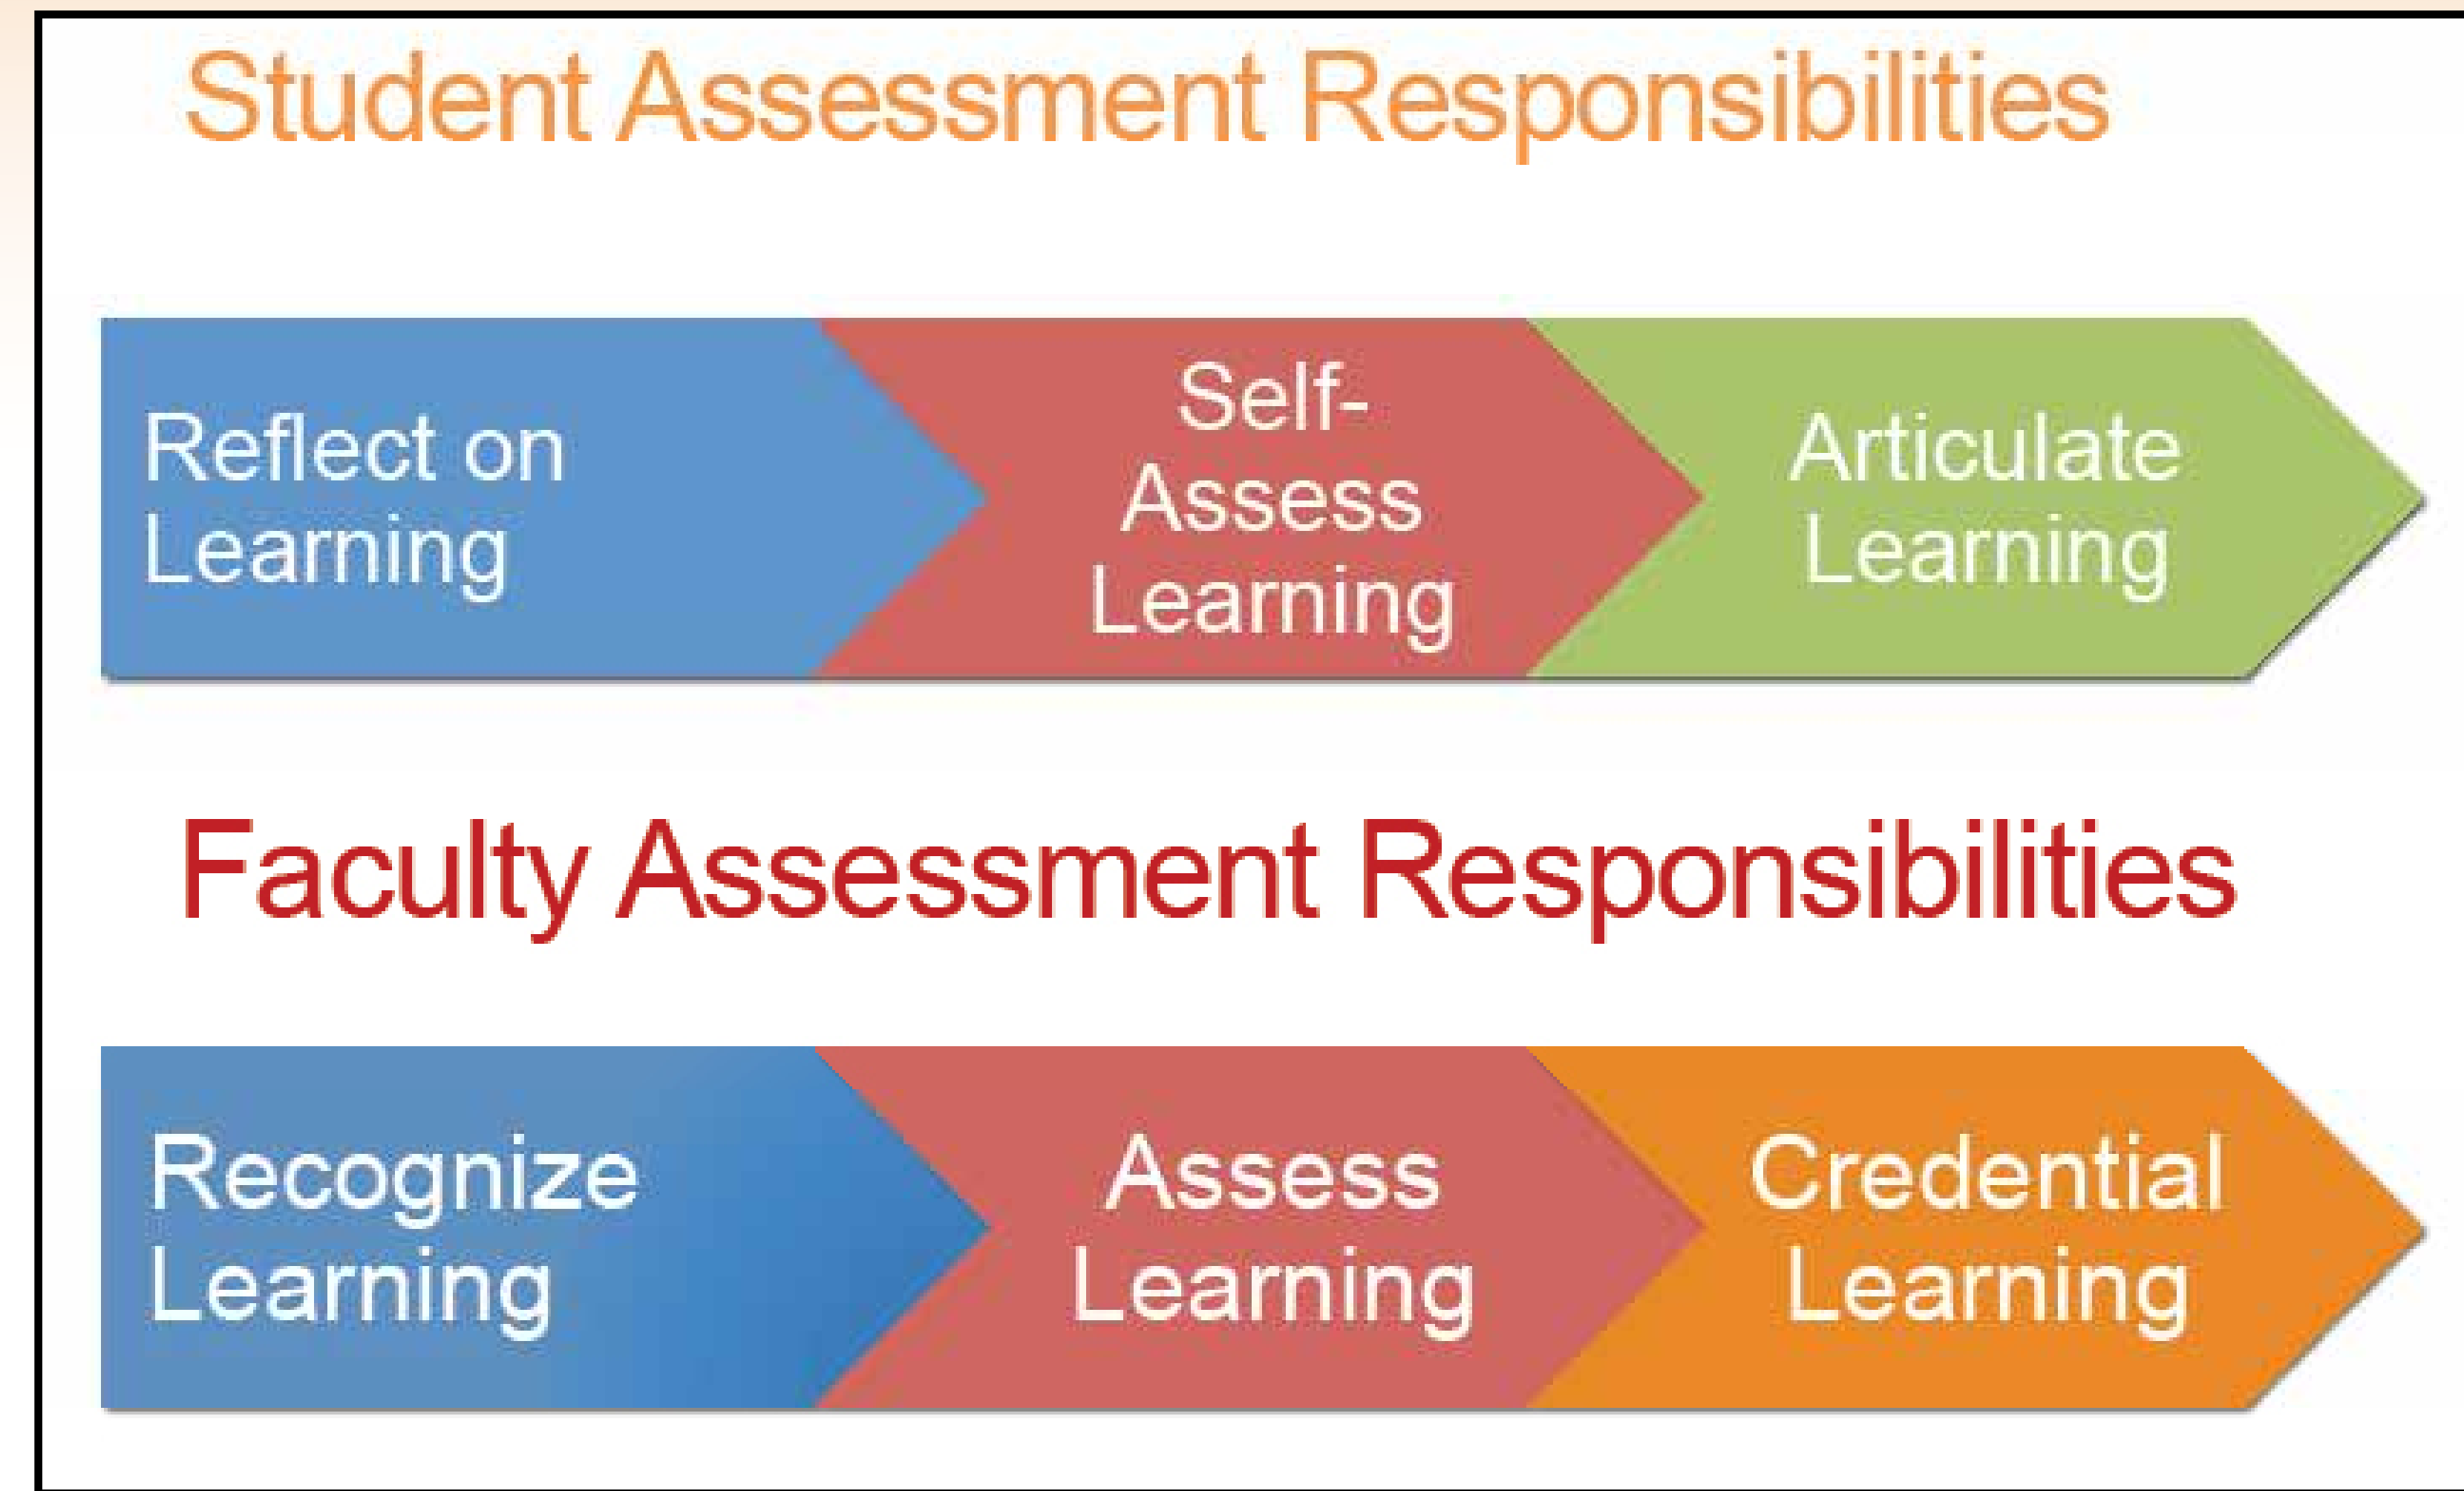 Student Assessment Responsibilities
Reflect on
Learning
Self-
Assess
Learning
Articulate
Learning
Faculty Assessment Responsibilities
Recognize
Learning
Assess
Learning
Credential
Learning